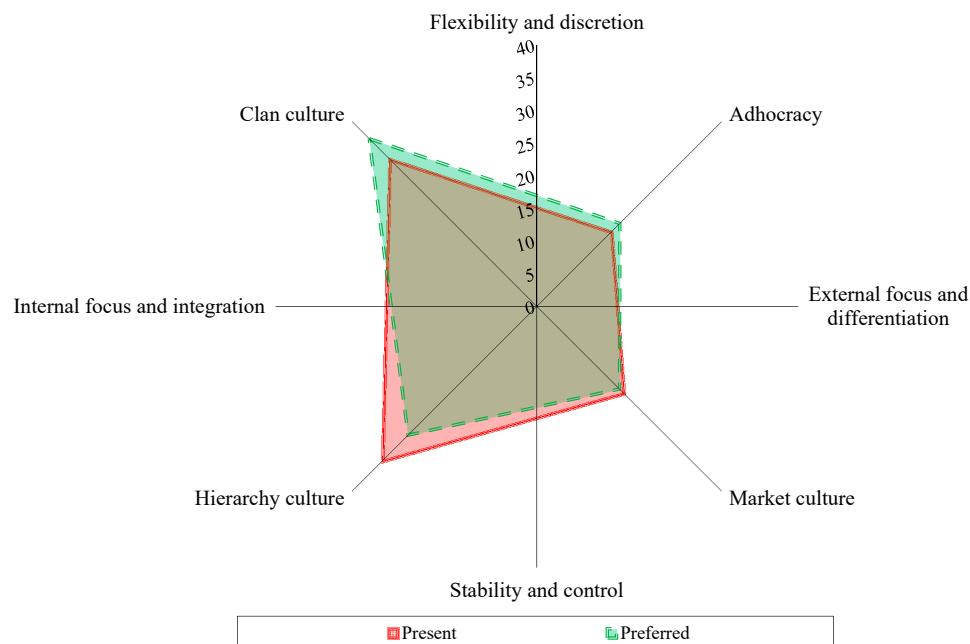 Flexibility and discretion
40
35
30
25
20
15
10
5
0
Clan culture
Adhocracy
Internal focus and integration
External focus and
differentiation
Hierarchy culture
Market culture
Stability and control
Present
Preferred